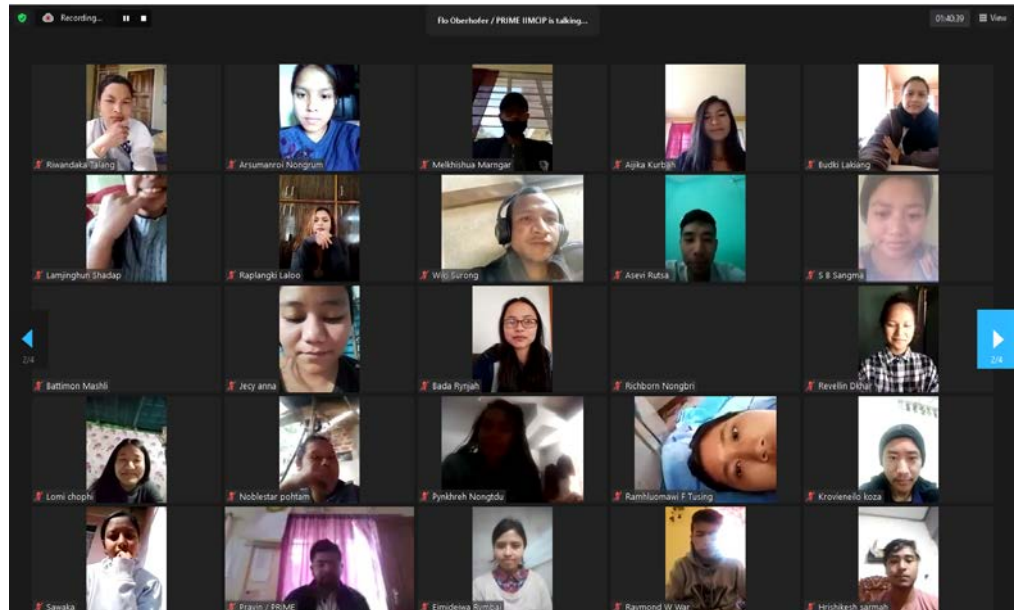 Recording...
Flo Oberhofer / PRIME IIMCIP is talking...
01:40:39
View
Riwandaka Talang
Arsumanroi Nongrum
Melkhishua Marngar
Aijika Kurbah
Budki Lakiang
Lamjinghun Shadap
Raplangki Laloo
Wiki Surong
Asevi Rutsa
S B Sangma
Battimon Mashli
Jecy anna
Bada Rynjah
Richborn Nongbri
Revellin Dkhar
2/4
2/4
Lomi chophi
Noblestar pohtam
Pynkhreh Nongtdu
Ramhluomawi F Tusing
Krovieneilo koza
Sawaka
Pravin / PRIME
Eimideiwa Rymbai
Raymond W War
Hrishikesh sarmah